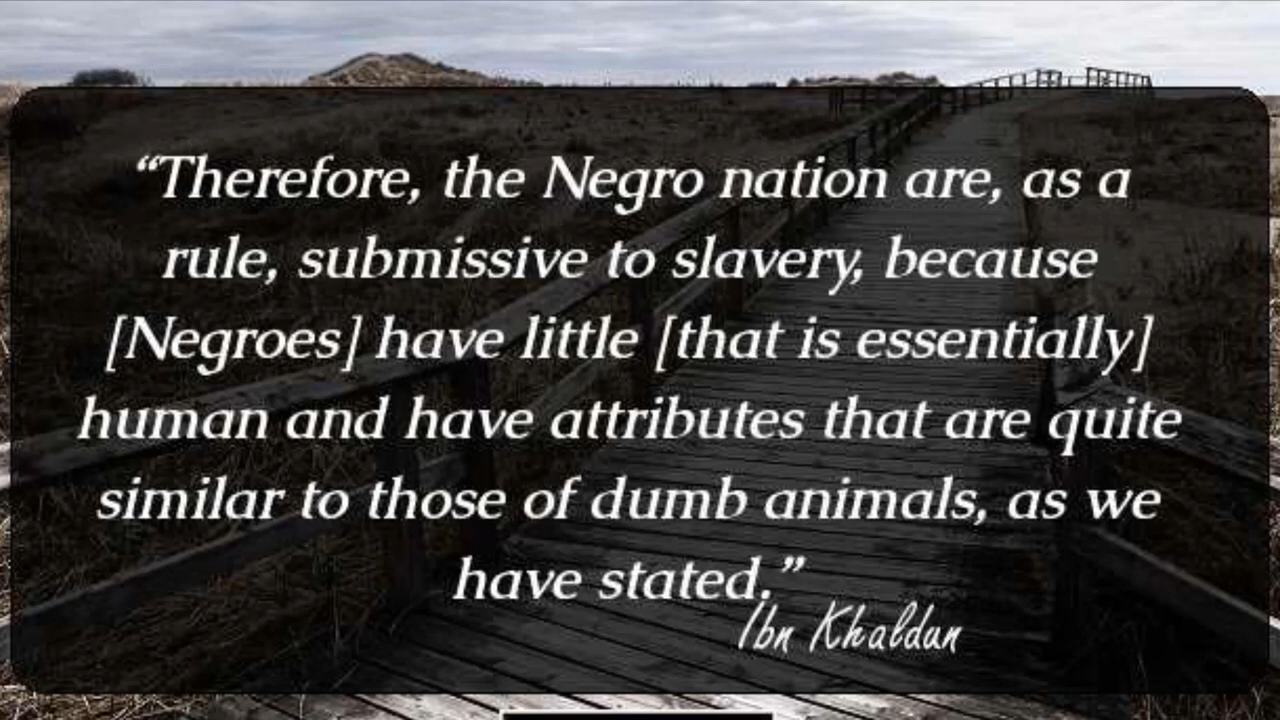 “Therefore, the Negro nation are, as a
rule, submissive to slavery, because
[Negroes] have little [that is essentially]
human and have attributes that are quite
similar to those of dumb animals, as we
have stated.”
Ibn Khaldun